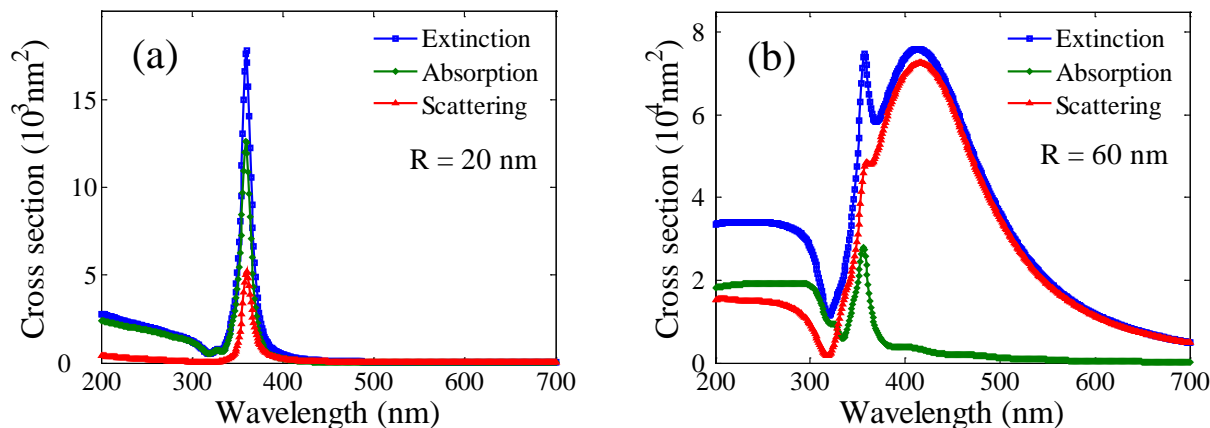 (a)
Extinction
Absorption
Scattering
R = 20 nm
Cross section (10³nm²)
15
10
5
0
200 300 400 500 600 700
Wavelength (nm)
(b)
Extinction
Absorption
Scattering
R = 60 nm
Cross section (10⁴nm²)
8
6
4
2
0
200 300 400 500 600 700
Wavelength (nm)